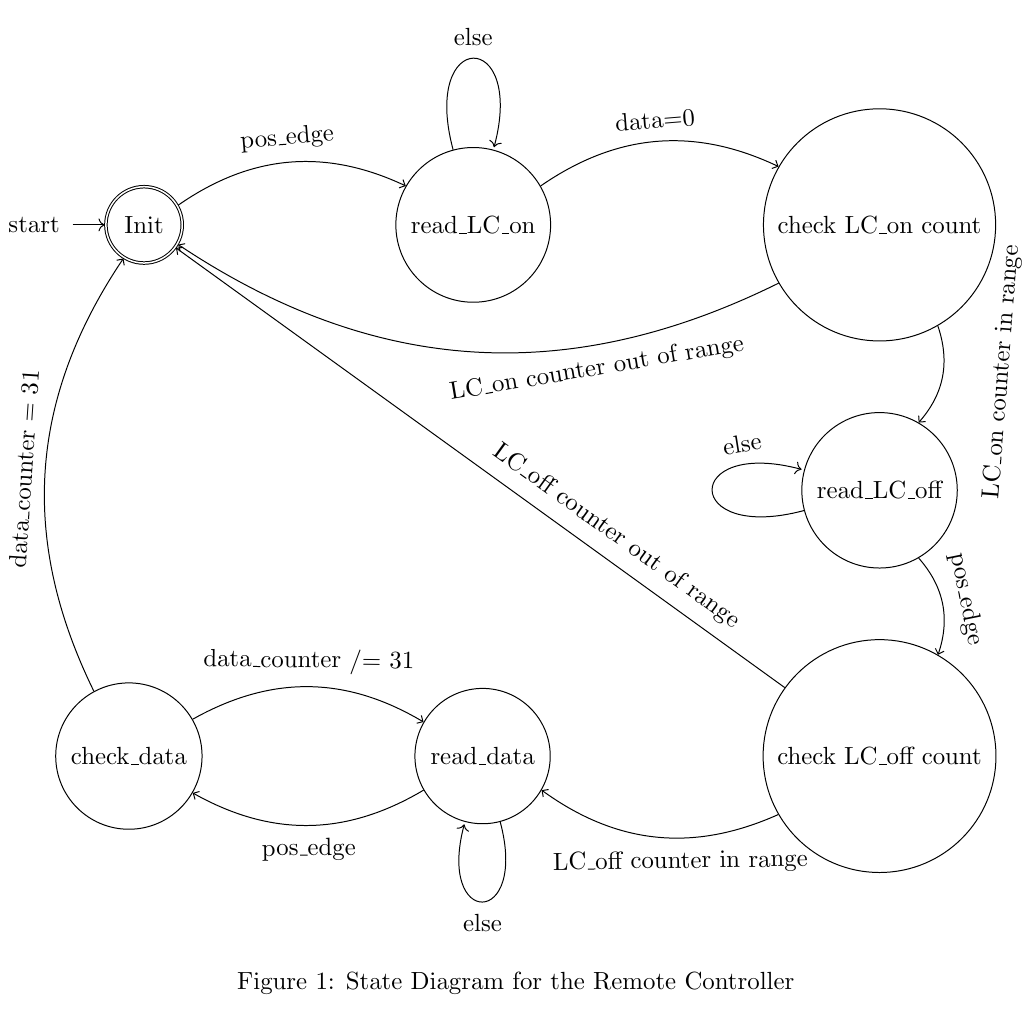 else
pos_edge
data=0
start
Init
read_LC_on
check LC_on count
LC_on counter in range
LC_on counter out of range
data_counter = 31
else
read_LC_off
LC_off counter out of range
pos_edge
data_counter /= 31
check_data
read_data
check LC_off count
pos_edge
LC_off counter in range
else
Figure 1: State Diagram for the Remote Controller